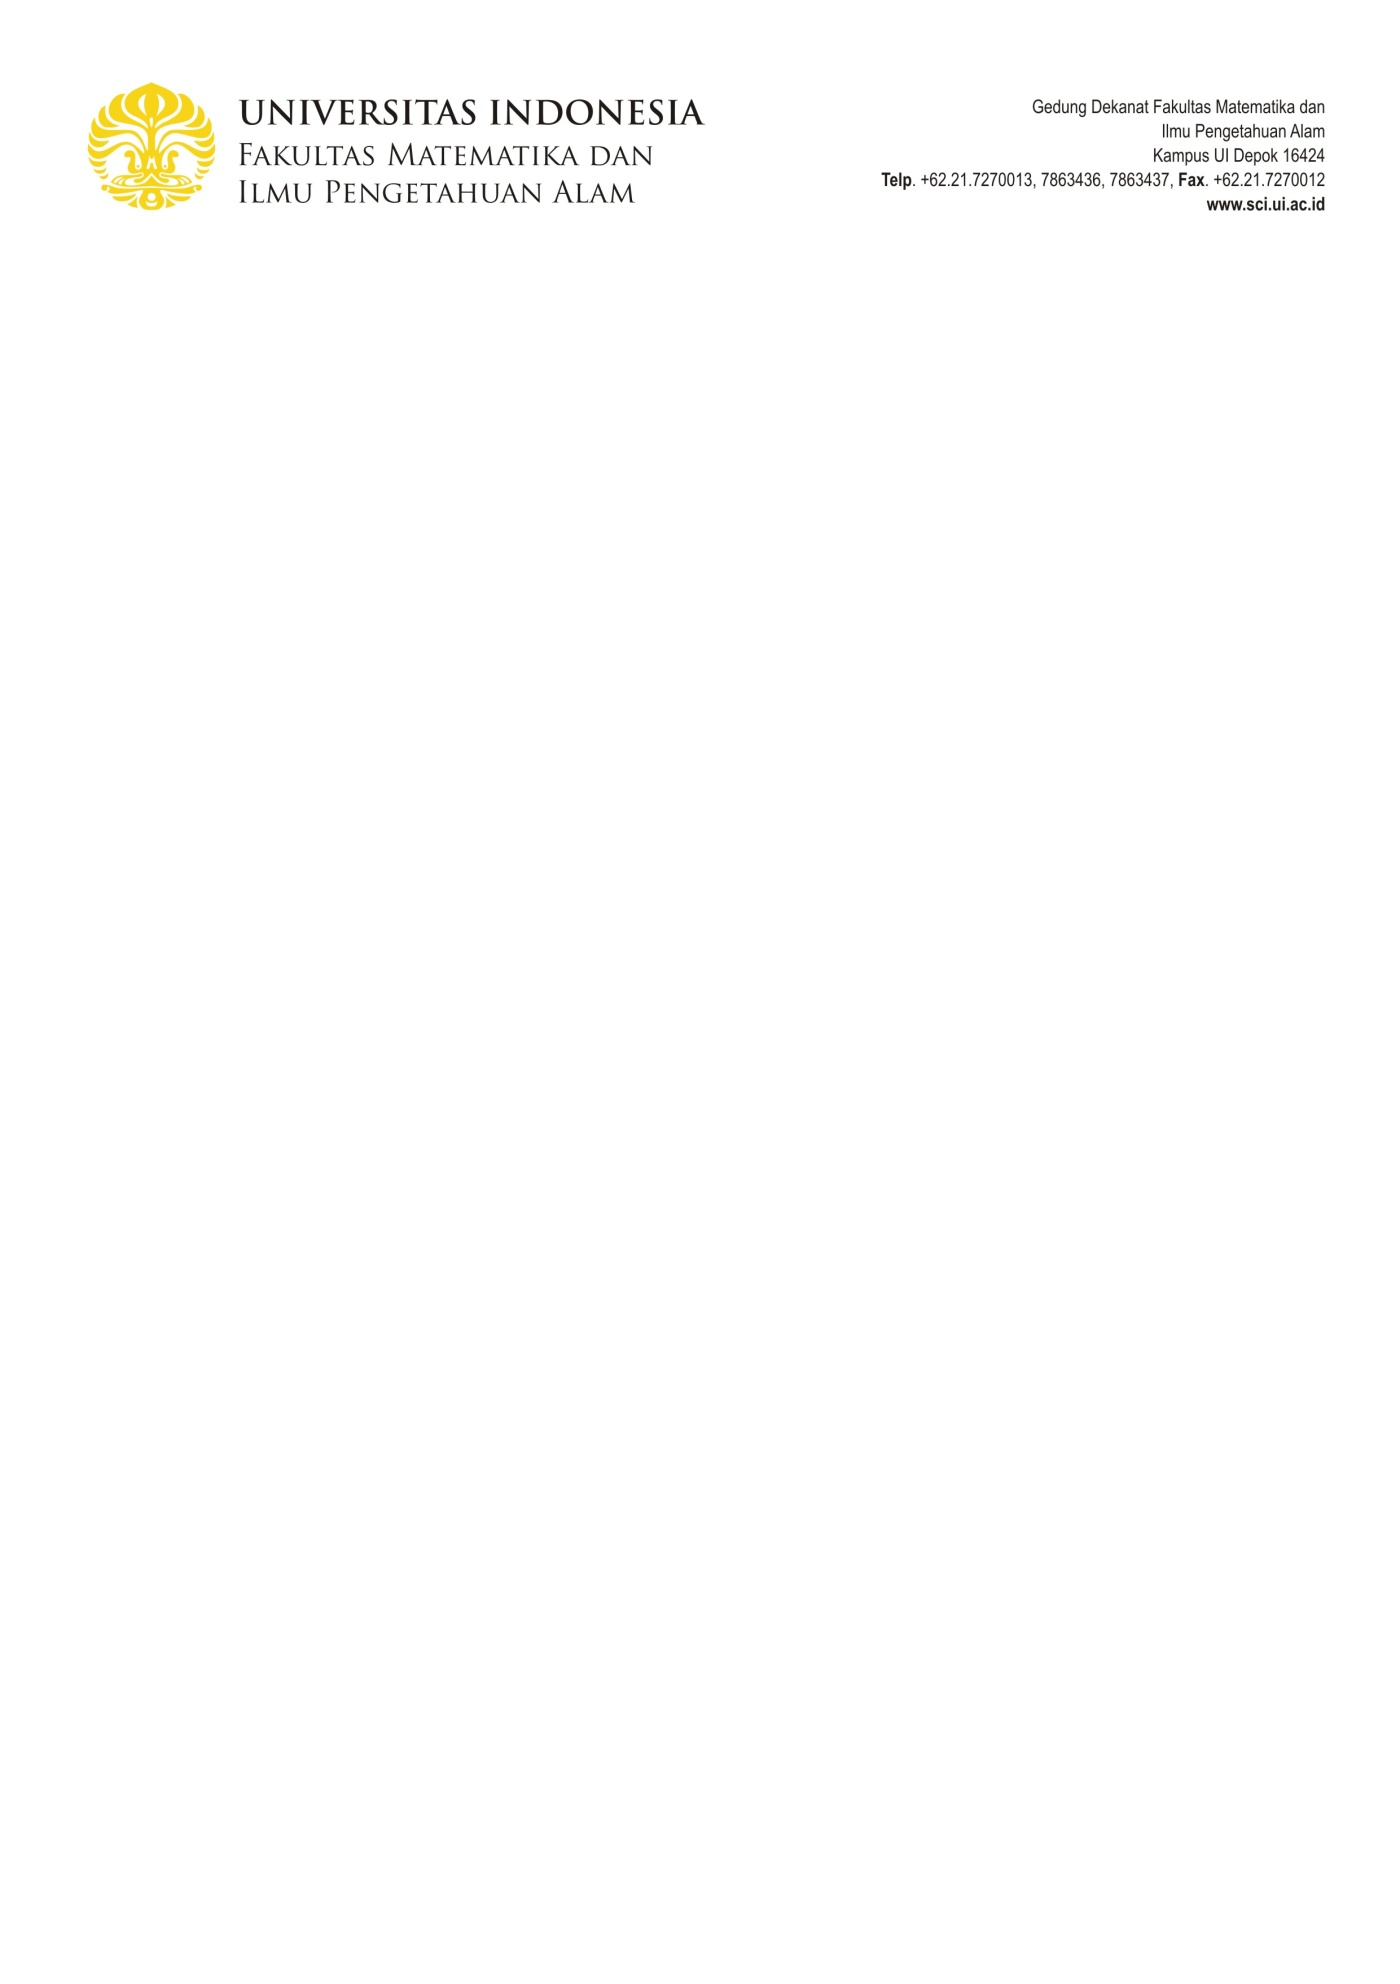 UNIVERSITAS INDONESIA
FAKULTAS MATEMATIKA DAN
ILMU PENGETAHUAN ALAM
Gedung Dekanat Fakultas Matematika dan
Ilmu Pengetahuan Alam
Kampus UI Depok 16424
Telp. +62.21.7270013, 7863436, 7863437, Fax. +62.21.7270012
www.sci.ui.ac.id